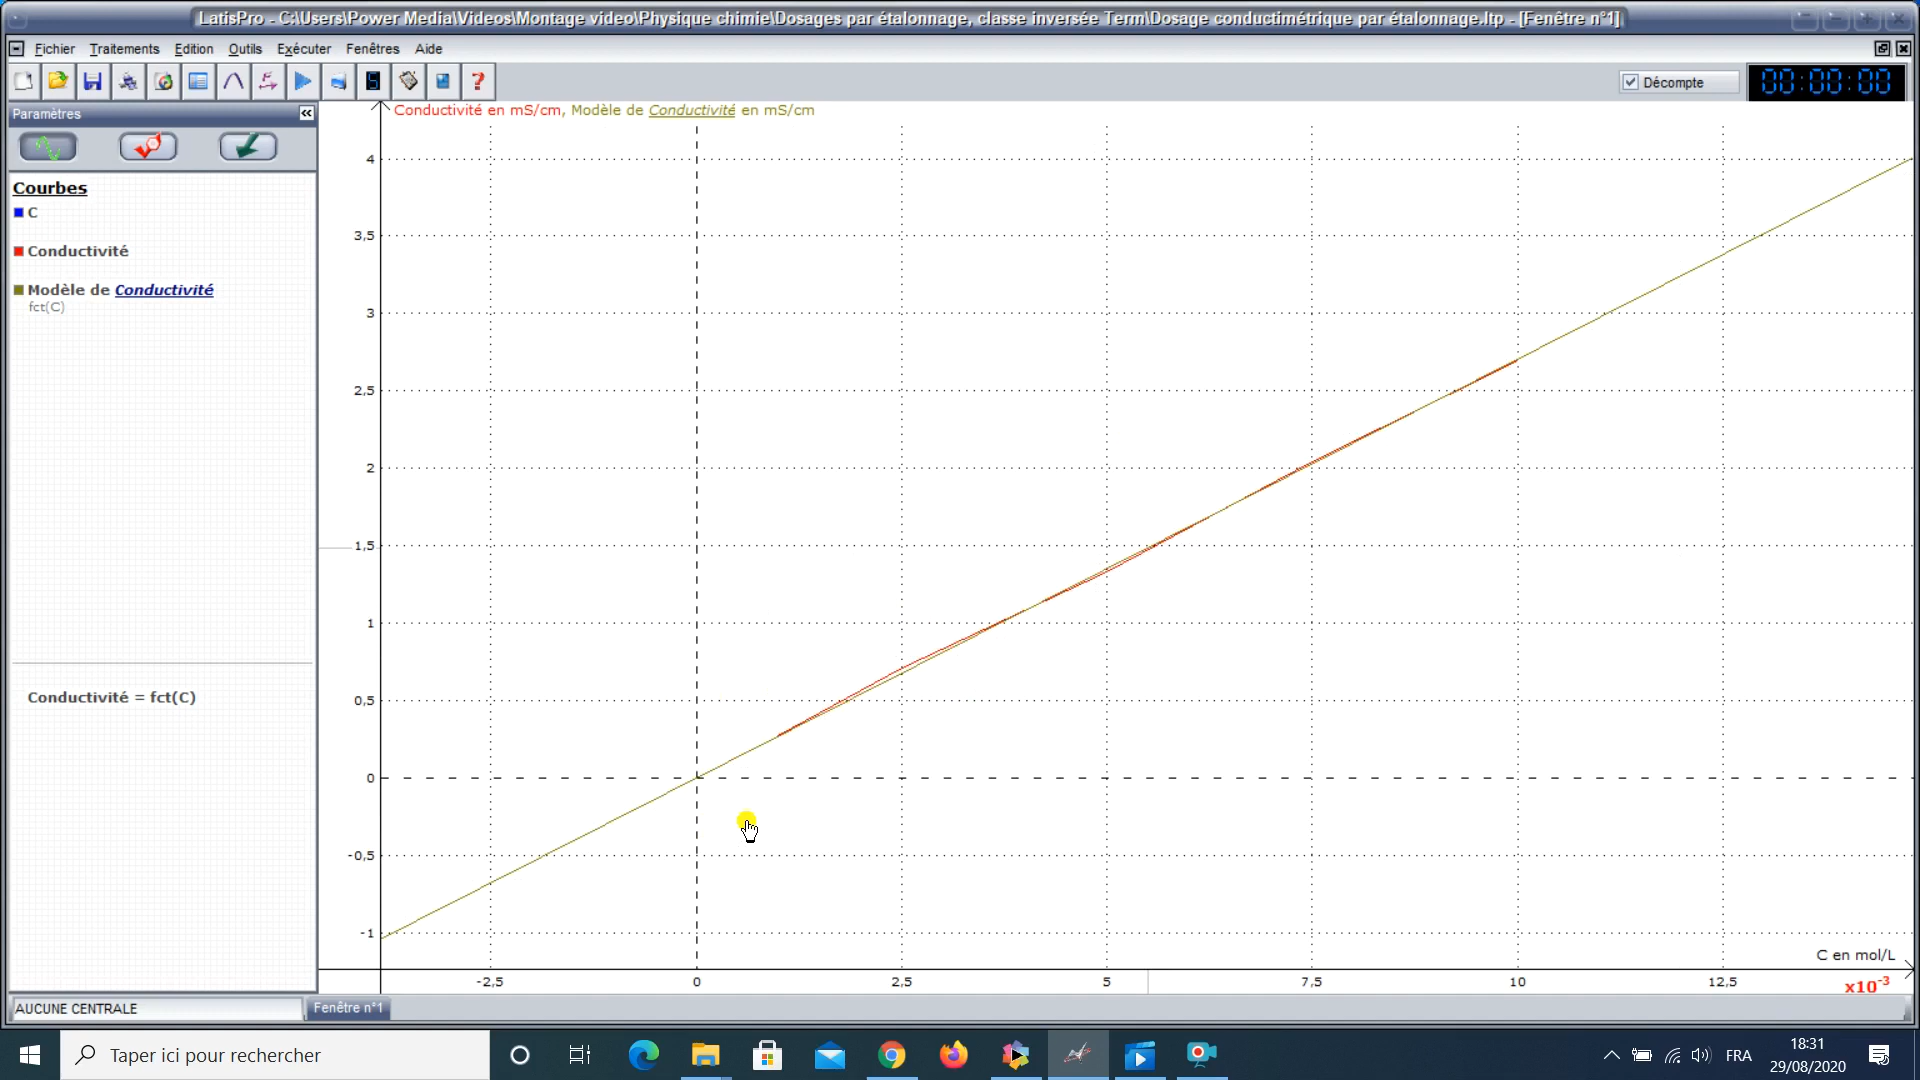 LatisPro - C:\Users\Power Media\Videos\Montage video\Physique chimie\Dosages par étalonnage, classe inversée Term\Dosage conductimétrique par étalonnage.ltp - [Fenêtre n°1]
Fichier Traitements Edition Outils Exécuter Fenêtres Aide
Décompte
00:00:00
Paramètres
Courbes
C
Conductivité
Modèle de Conductivité
fct(C)
Conductivité = fct(C)
Conductivité en mS/cm, Modèle de Conductivité en mS/cm
4
3,5
3
2,5
2
1,5
1
0,5
0
-0,5
-1
C en mol/L
-2,5 0 2,5 5 7,5 10 12,5
x10-3
AUCUNE CENTRALE
Fenêtre n°1
Taper ici pour rechercher
FRA
18:31
29/08/2020